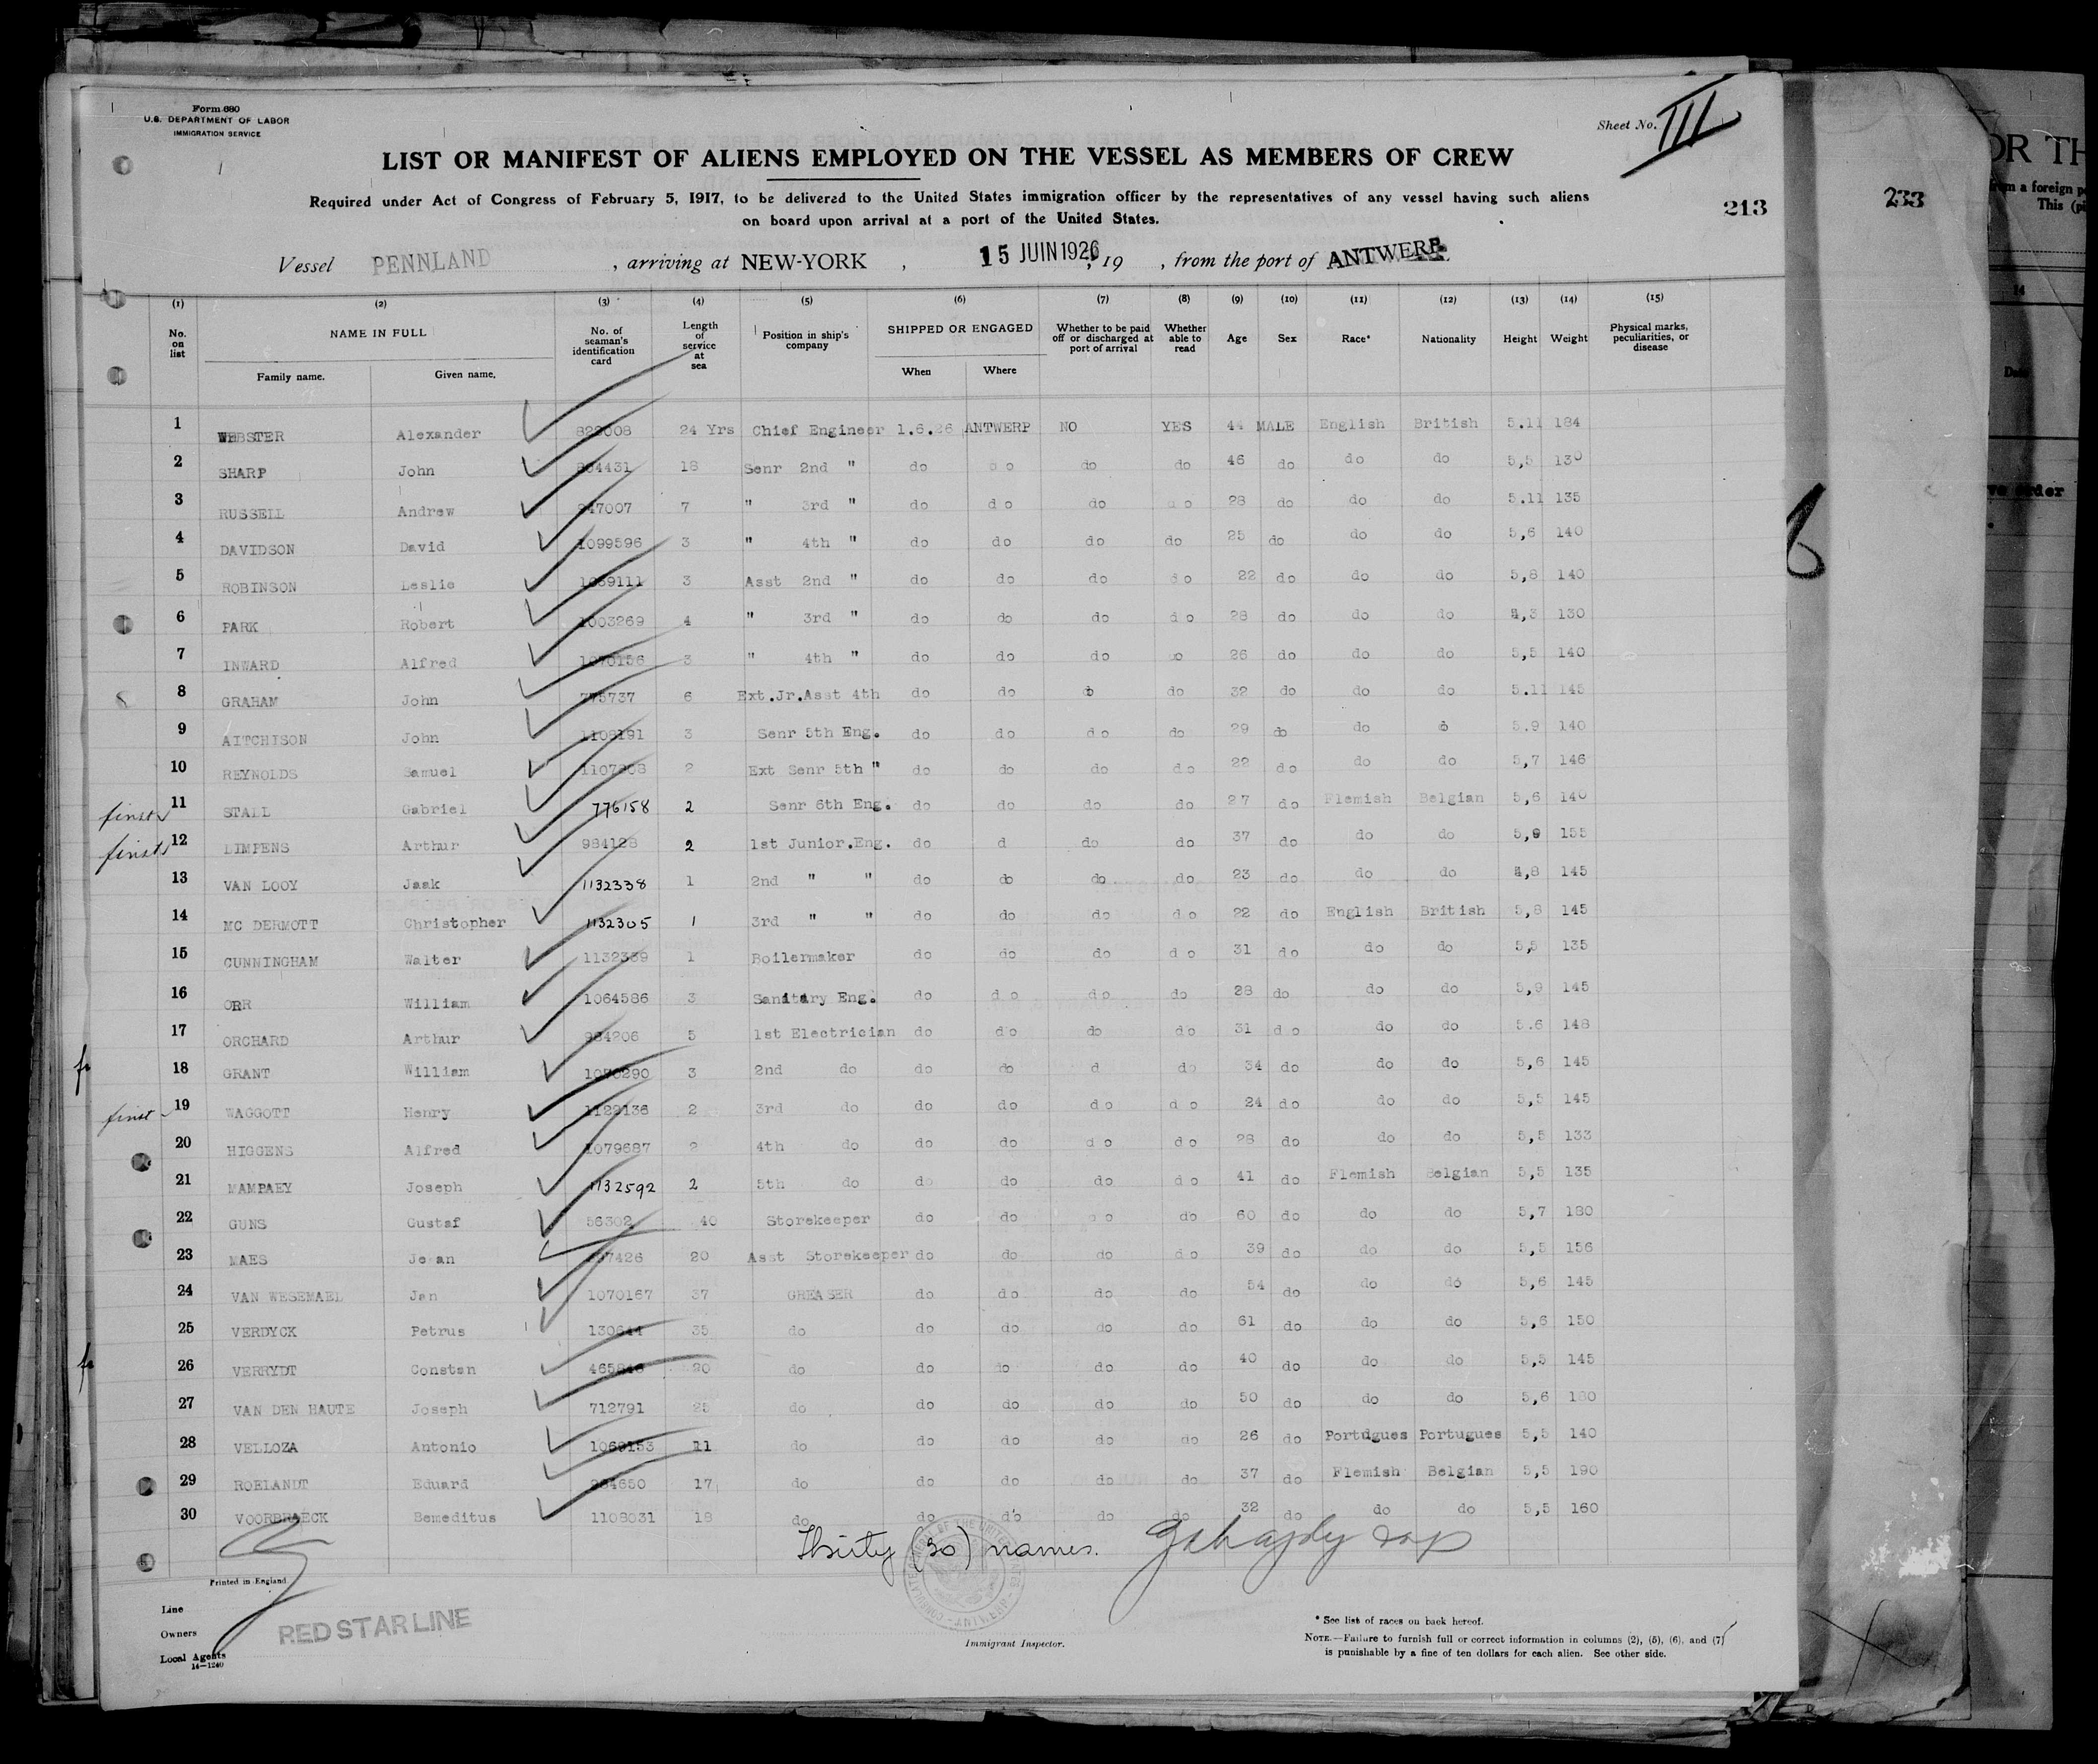 Form 680
U.S. DEPARTMENT OF LABOR
IMMIGRATION SERVICE
Sheet No. III
LIST OR MANIFEST OF ALIENS EMPLOYED ON THE VESSEL AS MEMBERS OF CREW
Required under Act of Congress of February 5, 1917, to be delivered to the United States immigration officer by the representatives of any vessel having such aliens
on board upon arrival at a port of the United States.
213
233
Vessel PENNLAND, arriving at NEW-YORK, 15 JUIN 1926, 19 , from the port of ANTWERP
(1) (2) (3) (4) (5) (6) (7) (8) (9) (10) (11) (12) (13) (14) (15)
No. on list NAME IN FULL Family name. Given name. No. of seaman's identification card Length of service at sea Position in ship's company SHIPPED OR ENGAGED When Where Whether to be paid off or discharged at port of arrival Whether able to read Age Sex Race* Nationality Height Weight Physical marks, peculiarities, or disease
1 WEBSTER Alexander 822008 24 Yrs Chief Engineer 1.6.26 ANTWERP NO YES 44 MALE English British 5.11 184
2 SHARP John 18 Senr 2nd " do do do do 46 do do do 5,5 130
3 RUSSELL Andrew 7 " 3rd " do do do do 28 do do do 5.11 135
4 DAVIDSON David 1099596 3 " 4th " do do do do 25 do do do 5,6 140
5 ROBINSON Leslie 3 Asst 2nd " do do do do 22 do do do 5,8 140
6 PARK Robert 1003269 4 " 3rd " do do do do 28 do do do 4,3 130
7 INWARD Alfred 1070156 3 " 4th " do do do do 26 do do do 5,5 140
8 GRAHAM John 775737 6 Ext.Jr.Asst 4th do do do do 32 do do do 5.11 145
9 AITCHISON John 1108191 3 Senr 5th Eng. do do do do 29 do do do 5.9 140
10 REYNOLDS Samuel 2 Ext Senr 5th " do do do do 22 do do do 5,7 146
first 11 STALL Gabriel 776158 2 Senr 6th Eng. do do do do 27 do Flemish Belgian 5,6 140
first 12 LIMPENS Arthur 984128 2 1st Junior.Eng. do d do do 37 do do do 5,9 155
13 VAN LOOY Jaak 1132338 1 2nd " " do do do do 23 do do do 4,8 145
14 MC DERMOTT Christopher 1132305 1 3rd " " do do do do 22 do English British 5,8 145
15 CUNNINGHAM Walter 1132339 1 Boilermaker do do do do 31 do do do 5,5 135
16 ORR William 1064586 3 Sanitary Eng. do do do do 28 do do do 5,9 145
17 ORCHARD Arthur 984206 5 1st Electrician do do do do 31 do do do 5.6 148
18 GRANT William 1070290 3 2nd do do do d do 34 do do do 5,6 145
first 19 WAGGOTT Henry 1129136 2 3rd do do do do do 24 do do do 5,5 145
20 HIGGENS Alfred 1079687 2 4th do do do do do 28 do do do 5,5 133
21 MAMPAEY Joseph 1132592 2 5th do do do do do 41 do Flemish Belgian 5,5 135
22 GUNS Gustaf 56302 40 Storekeeper do do do do 60 do do do 5,7 180
23 MAES Jean 20 Asst Storekeeper do do do do 39 do do do 5,5 156
24 VAN WESEMAEL Jan 1070167 37 GREASER do do do do 54 do do do 5,6 145
25 VERDYCK Petrus 130644 35 do do do do do 61 do do do 5,6 150
26 VERRYDT Constan 20 do do do do do 40 do do do 5,5 145
27 VAN DEN HAUTE Joseph 712791 25 do do do do do 50 do do do 5,6 180
28 VELLOZA Antonio 1069153 11 do do do do do 26 do Portugues Portugues 5,5 140
29 ROELANDT Eduard 17 do do do do do 37 do Flemish Belgian 5,5 190
30 VOORBRAECK Bemeditus 1108031 18 do do do do do 32 do do do 5,5 160
Thirty (30) names.
Printed in England
Line
Owners RED STAR LINE
Local Agents
14-1240
Immigrant Inspector.
* See list of races on back hereof.
NOTE.—Failure to furnish full or correct information in columns (2), (5), (6), and (7)
is punishable by a fine of ten dollars for each alien. See other side.